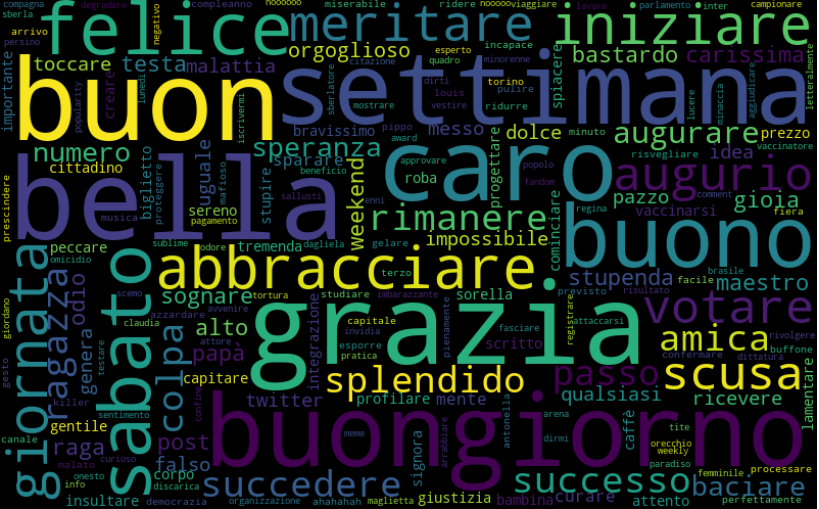 compagna degradare compleanno nooooo miserabile ridere nooooo viaggiare lavare parlamento inter campionare
sberla felice meritare iniziare
arrivo persino negativo orgoglioso incapace esperto minorenne bastardo carissima
importante toccare testa malattia citazione quadro spiacere letteralmente
buon settimana
popularity creare lunedì iscrivermi sberlatore dirti torino pulire lucere minaccia aggiudicare
mostrare louis vestire ridurre
bravissimo pippo messo dolce minuto augurare prezzo
numero uguale speranza award progettare risvegliare idea vaccinatore
bella sparare caro approvare popolo augurio
cittadino biglietto mafioso stupire beneficio weekend roba fandom pazzo gioia
prescindere proteggere sallusti enni cominciare vaccinarsi comment
musica sereno pagamento rimanere regina fiera
peccare sublime odore tremenda dagliela gelare impossibile buono
omicidio abbracciare terzo stupenda facile brasile maestro
giornata ragazza odio sabato sognare tortura studiare imbarazzante sorella previsto risultato
giordano scemo azzardare avvenire grazia registrare votare
genera claudia alto integrazione capitale invidia pienamente fasciare attaccarsi rivolgere
gesto testare colpa attore papà esporre pratica scritto confermare dittatura buffone amica
capitare splendido passo scusa lamentare
killer sentimento confine twitter profilare mente qualsiasi ricevere
gentile buongiorno antonella arena
canale raga post meme signora arrabbiare dirmi caffè tite orecchio weekly
malato curioso falso paradiso
info onesto discarica corpo succedere successo femminile processare baciare
insultare democrazia organizzazione ahahahah maglietta giustizia bambina curare attento perfettamente